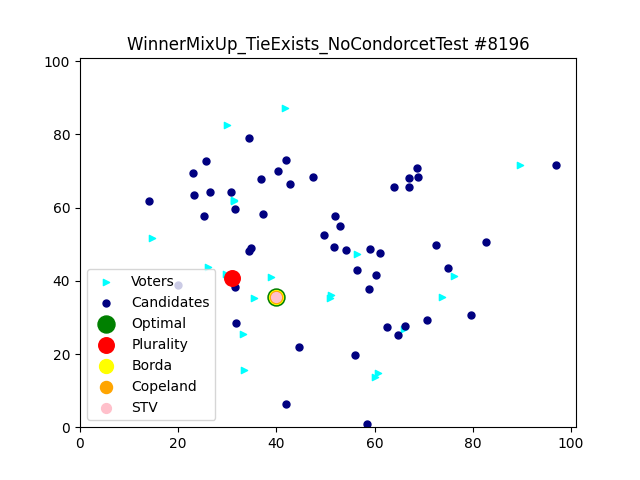 WinnerMixUp_TieExists_NoCondorcetTest #8196
100
80
60
40
20
0
Voters
Candidates
Optimal
Plurality
Borda
Copeland
STV
0 20 40 60 80 100